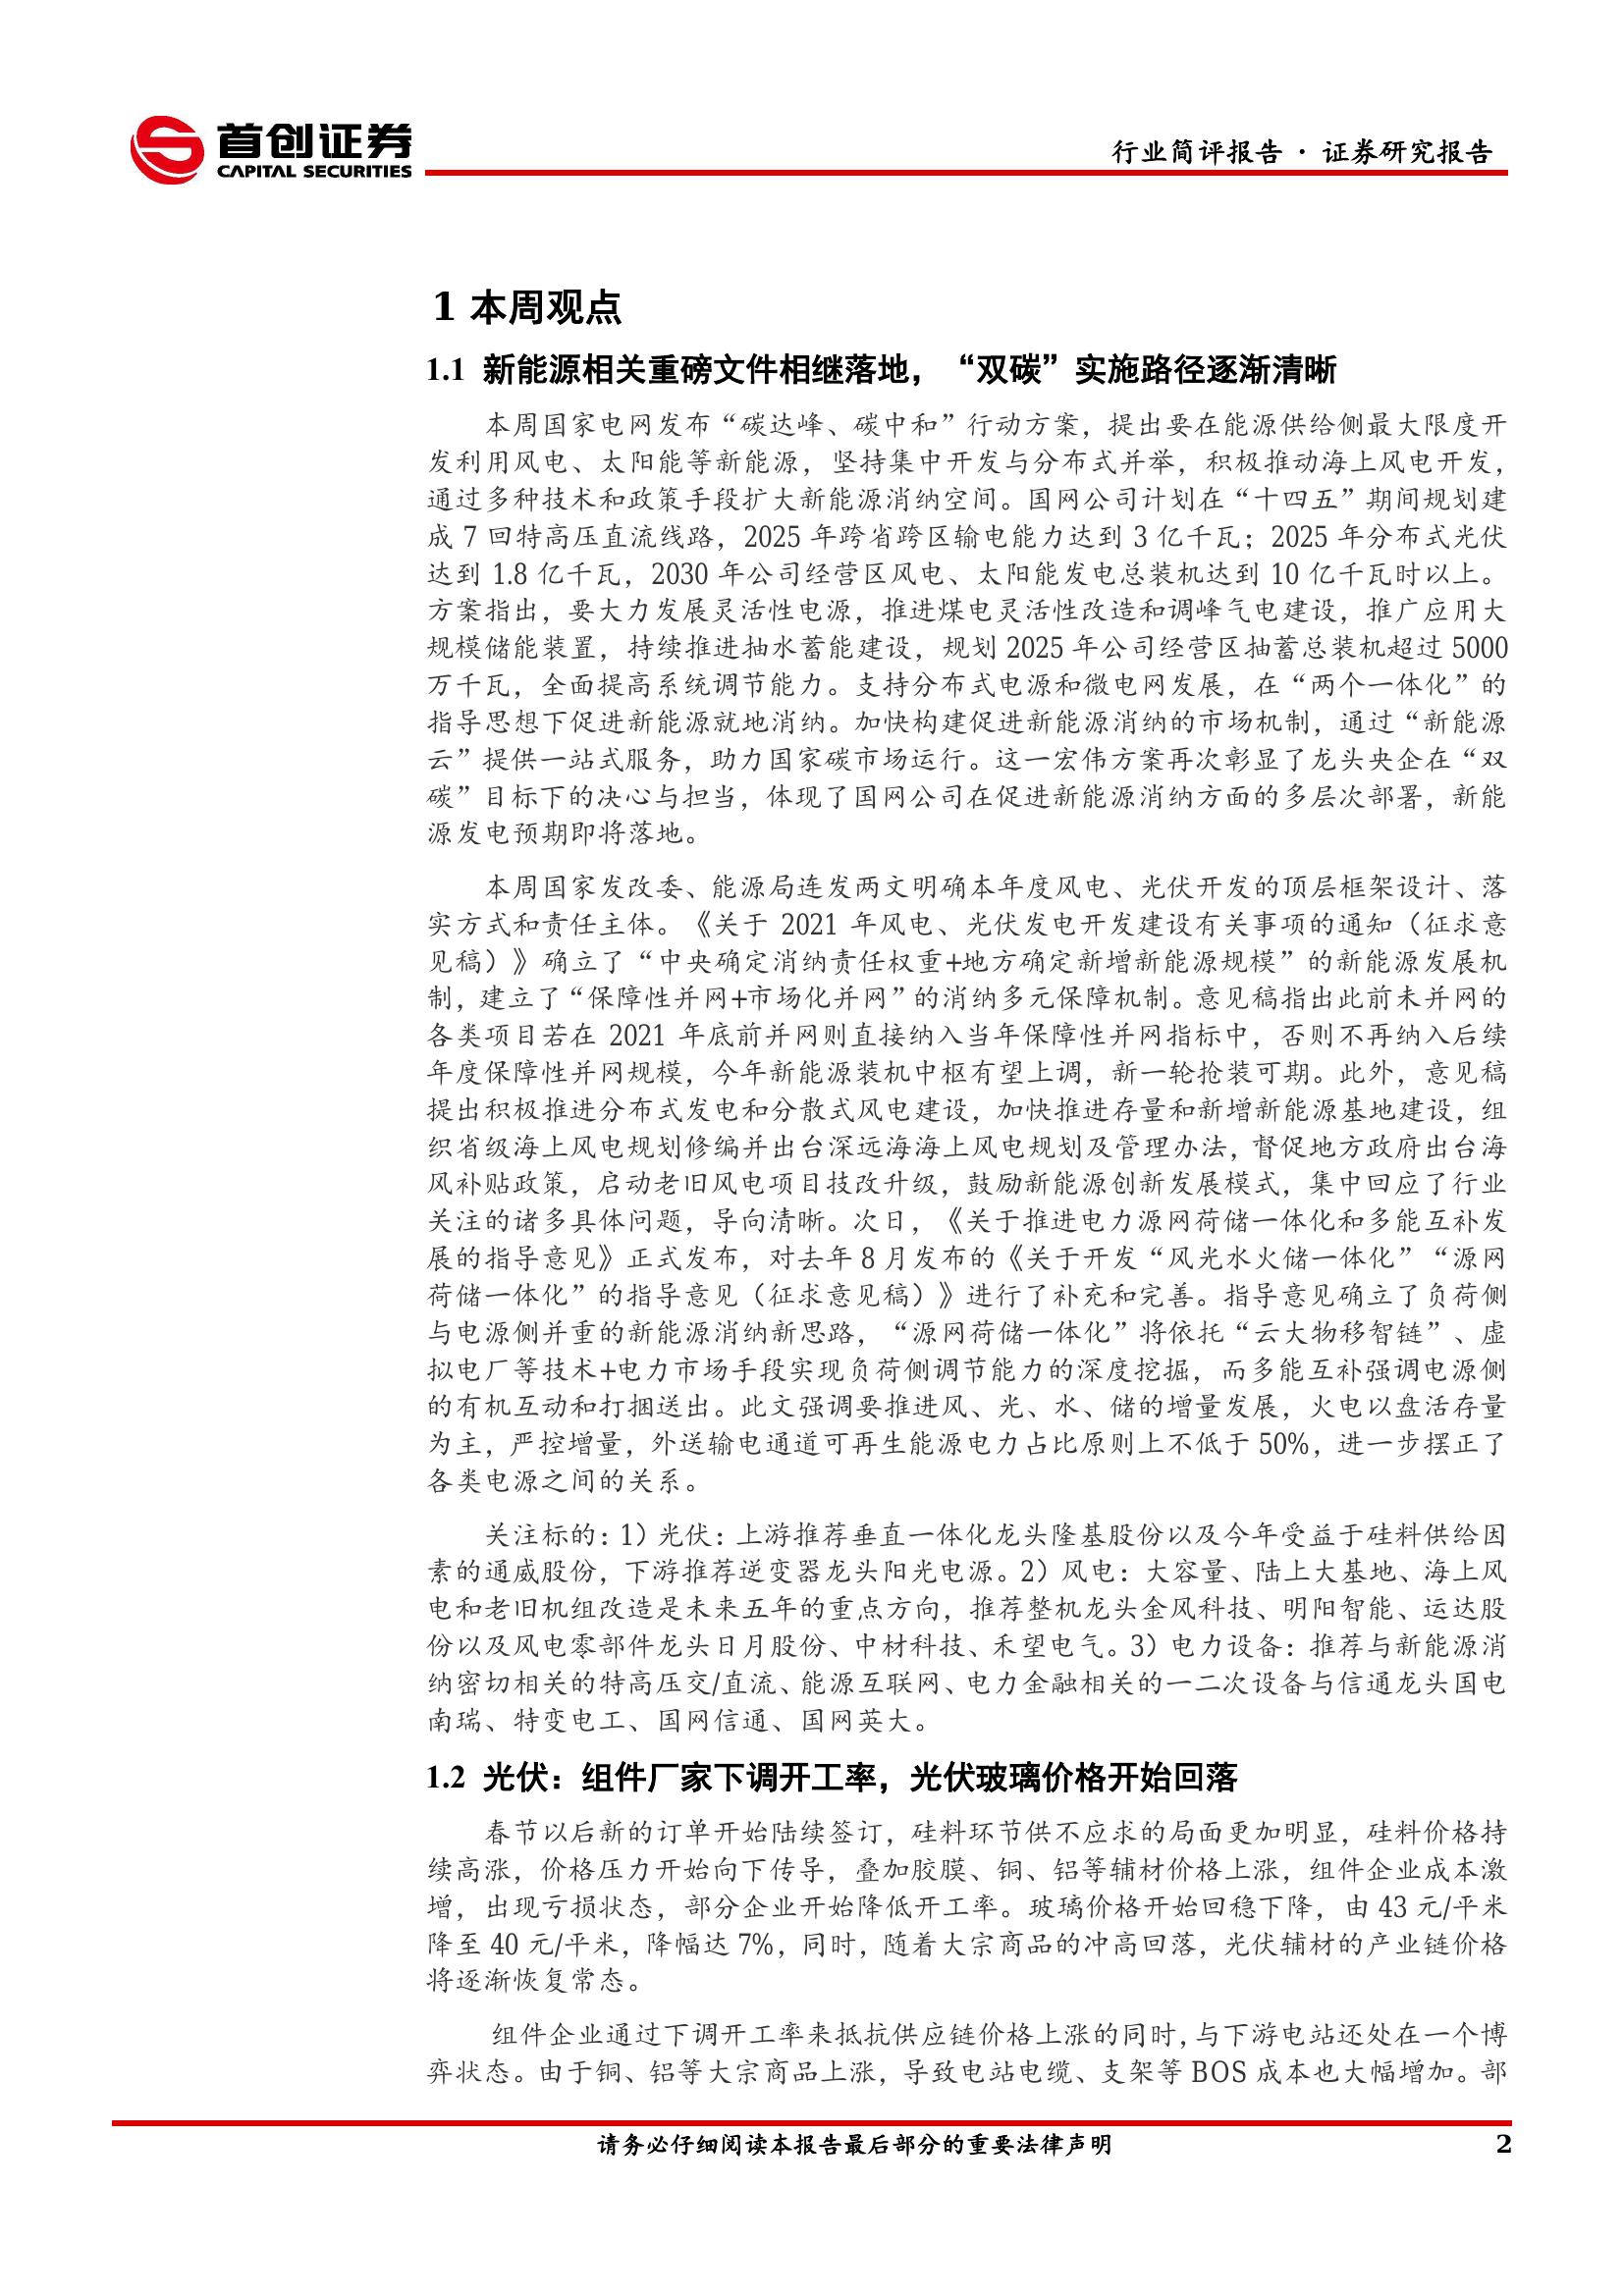 首创证券
CAPITAL SECURITIES
行业简评报告 · 证券研究报告
1 本周观点
1.1 新能源相关重磅文件相继落地，“双碳”实施路径逐渐清晰
本周国家电网发布“碳达峰、碳中和”行动方案，提出要在能源供给侧最大限度开
发利用风电、太阳能等新能源，坚持集中开发与分布式并举，积极推动海上风电开发，
通过多种技术和政策手段扩大新能源消纳空间。国网公司计划在“十四五”期间规划建
成 7 回特高压直流线路，2025 年跨省跨区输电能力达到 3 亿千瓦；2025 年分布式光伏
达到 1.8 亿千瓦，2030 年公司经营区风电、太阳能发电总装机达到 10 亿千瓦时以上。
方案指出，要大力发展灵活性电源，推进煤电灵活性改造和调峰气电建设，推广应用大
规模储能装置，持续推进抽水蓄能建设，规划 2025 年公司经营区抽蓄总装机超过 5000
万千瓦，全面提高系统调节能力。支持分布式电源和微电网发展，在“两个一体化”的
指导思想下促进新能源就地消纳。加快构建促进新能源消纳的市场机制，通过“新能源
云”提供一站式服务，助力国家碳市场运行。这一宏伟方案再次彰显了龙头央企在“双
碳”目标下的决心与担当，体现了国网公司在促进新能源消纳方面的多层次部署，新能
源发电预期即将落地。
本周国家发改委、能源局连发两文明确本年度风电、光伏开发的顶层框架设计、落
实方式和责任主体。《关于 2021 年风电、光伏发电开发建设有关事项的通知（征求意
见稿）》确立了“中央确定消纳责任权重+地方确定新增新能源规模”的新能源发展机
制，建立了“保障性并网+市场化并网”的消纳多元保障机制。意见稿指出此前未并网的
各类项目若在 2021 年底前并网则直接纳入当年保障性并网指标中，否则不再纳入后续
年度保障性并网规模，今年新能源装机中枢有望上调，新一轮抢装可期。此外，意见稿
提出积极推进分布式发电和分散式风电建设，加快推进存量和新增新能源基地建设，组
织省级海上风电规划修编并出台深远海海上风电规划及管理办法，督促地方政府出台海
风补贴政策，启动老旧风电项目技改升级，鼓励新能源创新发展模式，集中回应了行业
关注的诸多具体问题，导向清晰。次日，《关于推进电力源网荷储一体化和多能互补发
展的指导意见》正式发布，对去年 8 月发布的《关于开发“风光水火储一体化”“源网
荷储一体化”的指导意见（征求意见稿）》进行了补充和完善。指导意见确立了负荷侧
与电源侧并重的新能源消纳新思路，“源网荷储一体化”将依托“云大物移智链”、虚
拟电厂等技术+电力市场手段实现负荷侧调节能力的深度挖掘，而多能互补强调电源侧
的有机互动和打捆送出。此文强调要推进风、光、水、储的增量发展，火电以盘活存量
为主，严控增量，外送输电通道可再生能源电力占比原则上不低于 50%，进一步摆正了
各类电源之间的关系。
关注标的：1）光伏：上游推荐垂直一体化龙头隆基股份以及今年受益于硅料供给因
素的通威股份，下游推荐逆变器龙头阳光电源。2）风电：大容量、陆上大基地、海上风
电和老旧机组改造是未来五年的重点方向，推荐整机龙头金风科技、明阳智能、运达股
份以及风电零部件龙头日月股份、中材科技、禾望电气。3）电力设备：推荐与新能源消
纳密切相关的特高压交/直流、能源互联网、电力金融相关的一二次设备与信通龙头国电
南瑞、特变电工、国网信通、国网英大。
1.2 光伏：组件厂家下调开工率，光伏玻璃价格开始回落
春节以后新的订单开始陆续签订，硅料环节供不应求的局面更加明显，硅料价格持
续高涨，价格压力开始向下传导，叠加胶膜、铜、铝等辅材价格上涨，组件企业成本激
增，出现亏损状态，部分企业开始降低开工率。玻璃价格开始回稳下降，由 43 元/平米
降至 40 元/平米，降幅达 7%，同时，随着大宗商品的冲高回落，光伏辅材的产业链价格
将逐渐恢复常态。
组件企业通过下调开工率来抵抗供应链价格上涨的同时，与下游电站还处在一个博
弈状态。由于铜、铝等大宗商品上涨，导致电站电缆、支架等 BOS 成本也大幅增加。部
请务必仔细阅读本报告最后部分的重要法律声明
2